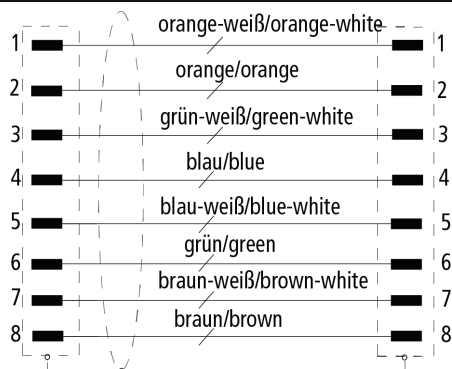 1 orange-weiß/orange-white 1
2 orange/orange 2
3 grün-weiß/green-white 3
4 blau/blue 4
5 blau-weiß/blue-white 5
6 grün/green 6
7 braun-weiß/brown-white 7
8 braun/brown 8